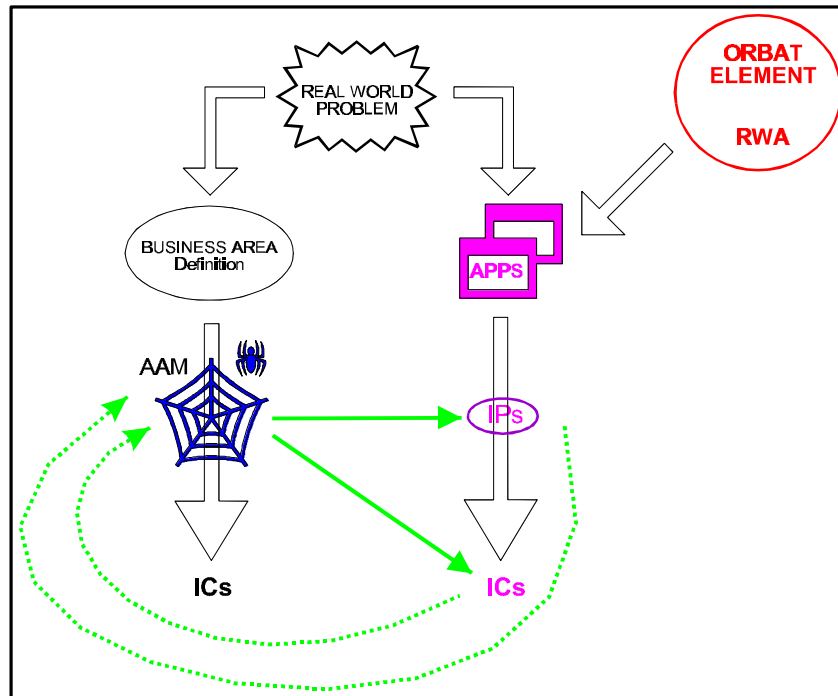 ORBAT
ELEMENT
RWA
REAL WORLD
PROBLEM
BUSINESS AREA
Definition
APPS
AAM
IPs
ICs
ICs